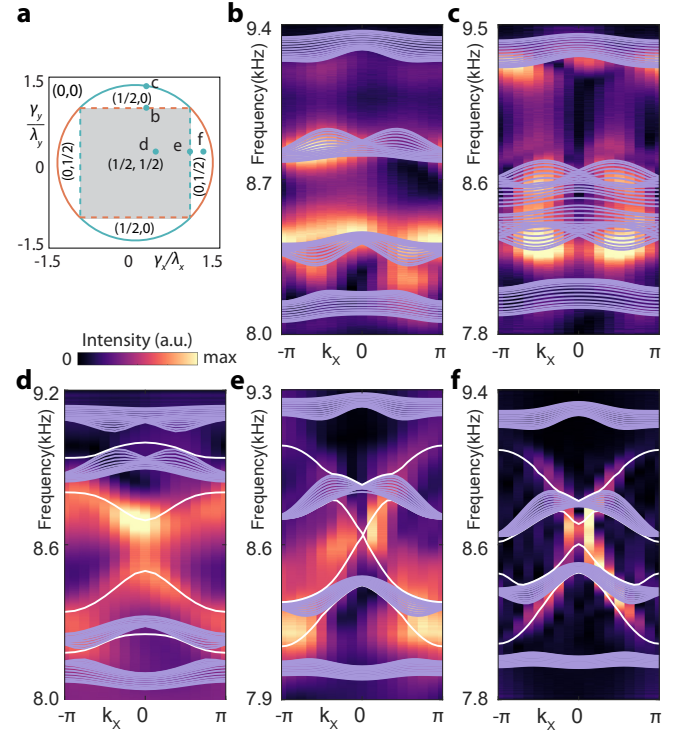 a
1.5
γy
λy
0
-1.5
-1.5
0
γx/λx
1.5
(0,0)
c
(1/2,0)
b
d
e
f
(1/2, 1/2)
(0,1/2)
(0,1/2)
(1/2,0)
b
9.4
Frequency(kHz)
8.7
8.0
-π
kX
0
π
c
9.5
Frequency(kHz)
8.6
7.8
-π
kX
0
π
Intensity (a.u.)
0
max
d
9.2
Frequency(kHz)
8.6
8.0
-π
kX
0
π
e
9.3
Frequency(kHz)
8.6
7.9
-π
kX
0
π
f
9.4
Frequency(kHz)
8.6
7.8
-π
kX
0
π